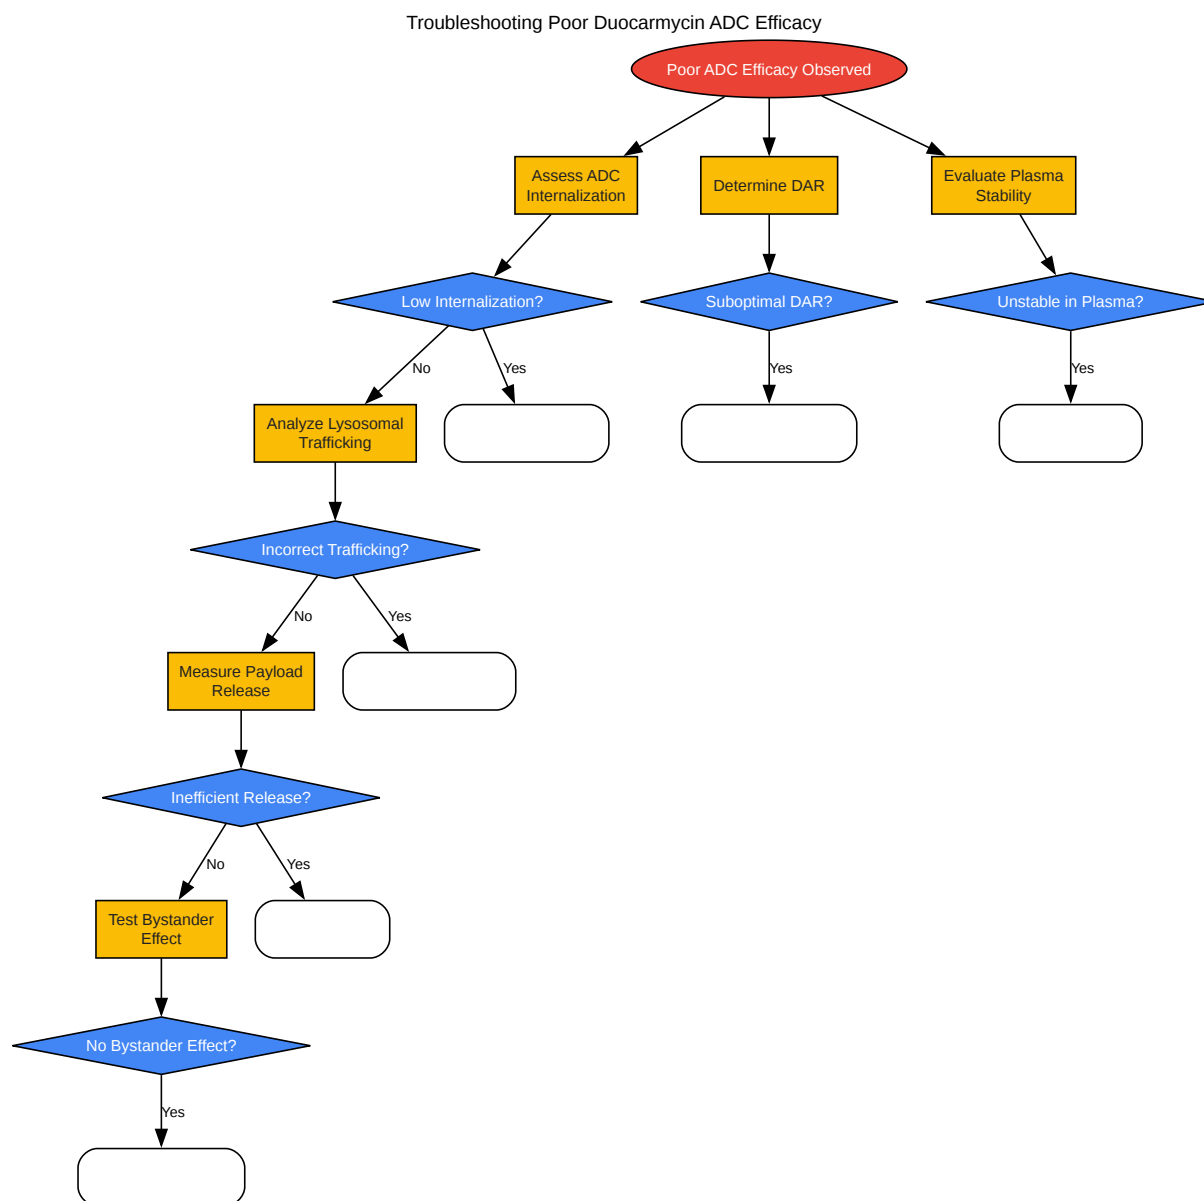 Troubleshooting Poor Duocarmycin ADC Efficacy
Poor ADC Efficacy Observed
Assess ADC
Internalization
Determine DAR
Evaluate Plasma
Stability
Low Internalization?
Suboptimal DAR?
Unstable in Plasma?
No
Yes
Yes
Yes
Analyze Lysosomal
Trafficking
Incorrect Trafficking?
No
Yes
Measure Payload
Release
Inefficient Release?
No
Yes
Test Bystander
Effect
No Bystander Effect?
Yes